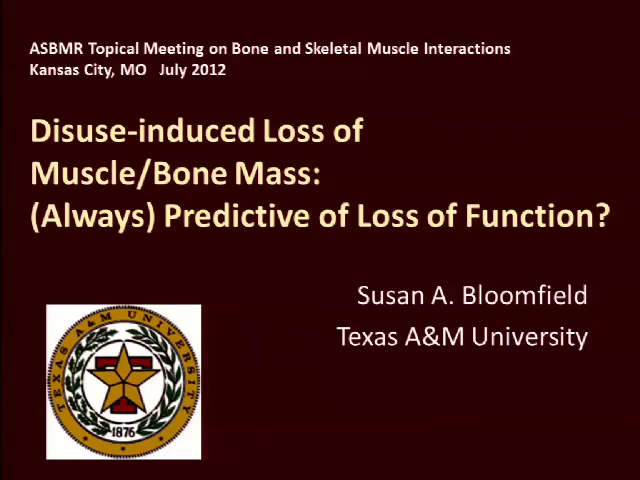 ASBMR Topical Meeting on Bone and Skeletal Muscle Interactions
Kansas City, MO   July 2012
Disuse-induced Loss of
Muscle/Bone Mass:
(Always) Predictive of Loss of Function?
Susan A. Bloomfield
Texas A&M University
TEXAS A&M UNIVERSITY
1876